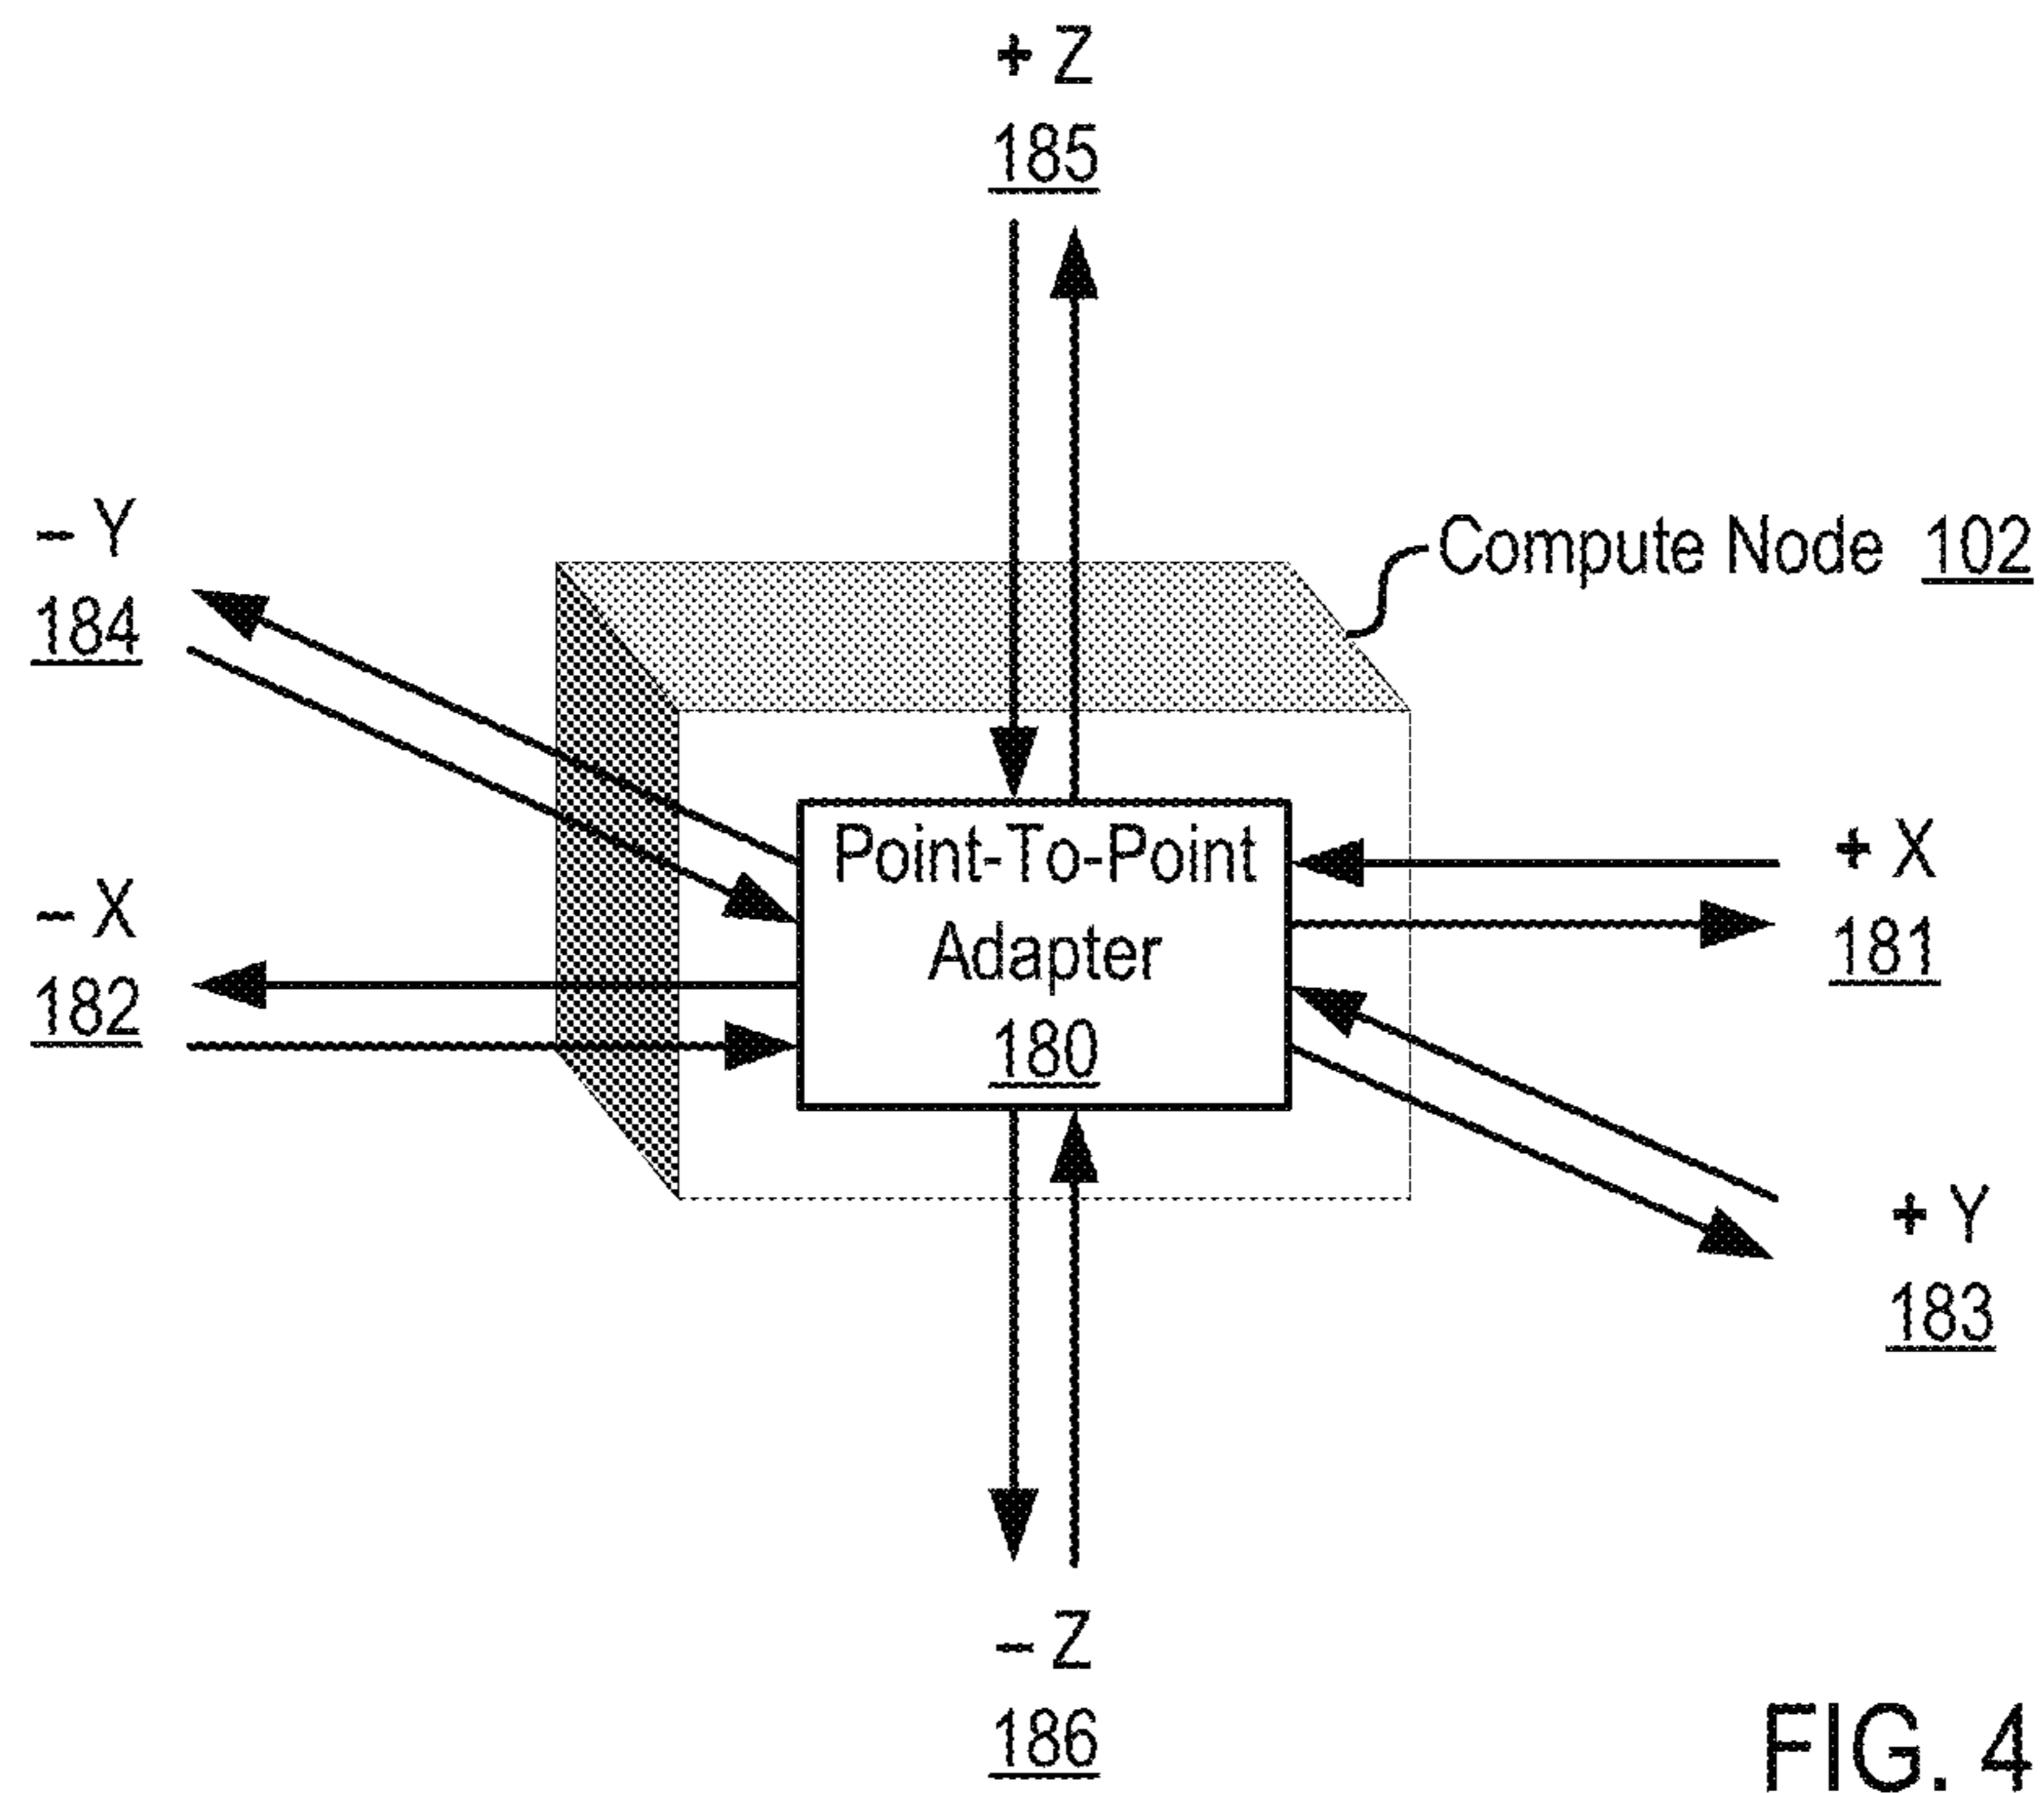 + Z
185
– Y
184
Compute Node 102
– X
182
Point-To-Point
Adapter
180
+ X
181
+ Y
183
– Z
186
FIG. 4